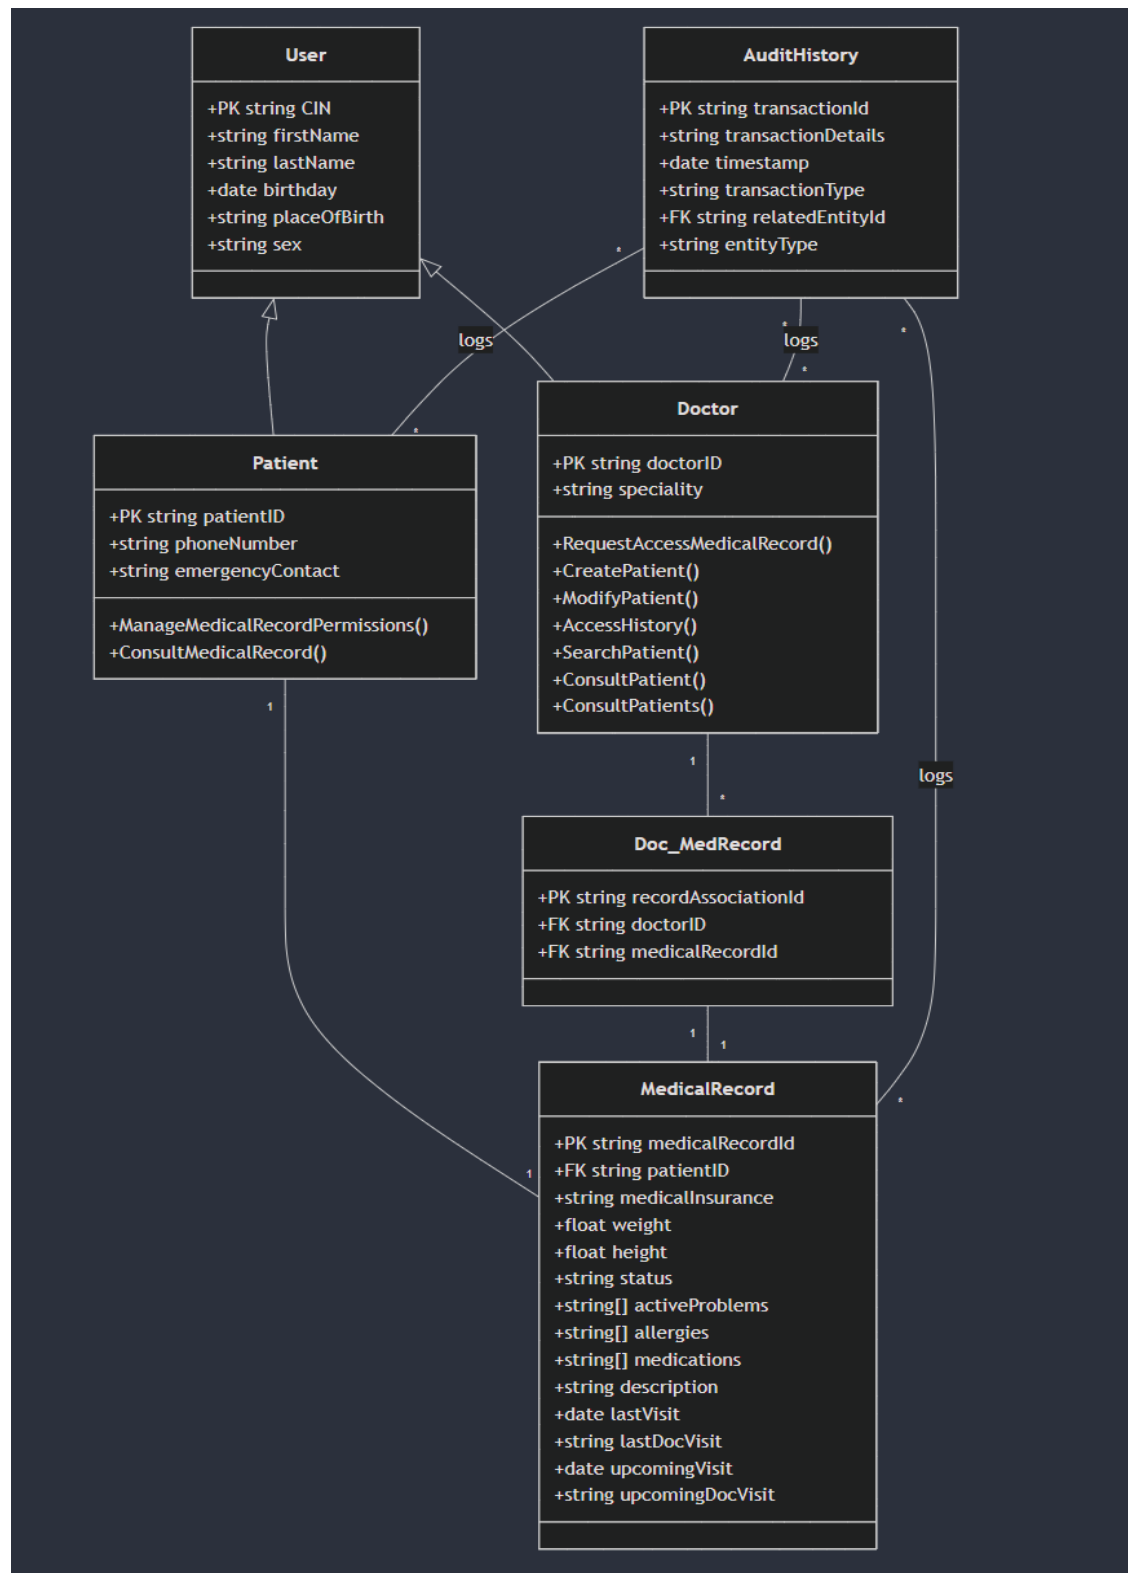 User
+PK string CIN
+string firstName
+string lastName
+date birthday
+string placeOfBirth
+string sex
AuditHistory
+PK string transactionId
+string transactionDetails
+date timestamp
+string transactionType
+FK string relatedEntityId
+string entityType
*
*
*
logs
logs
*
*
Patient
+PK string patientID
+string phoneNumber
+string emergencyContact
+ManageMedicalRecordPermissions()
+ConsultMedicalRecord()
1
Doctor
+PK string doctorID
+string speciality
+RequestAccessMedicalRecord()
+CreatePatient()
+ModifyPatient()
+AccessHistory()
+SearchPatient()
+ConsultPatient()
+ConsultPatients()
1
logs
*
Doc_MedRecord
+PK string recordAssociationId
+FK string doctorID
+FK string medicalRecordId
1
1
*
1
MedicalRecord
+PK string medicalRecordId
+FK string patientID
+string medicalInsurance
+float weight
+float height
+string status
+string[] activeProblems
+string[] allergies
+string[] medications
+string description
+date lastVisit
+string lastDocVisit
+date upcomingVisit
+string upcomingDocVisit